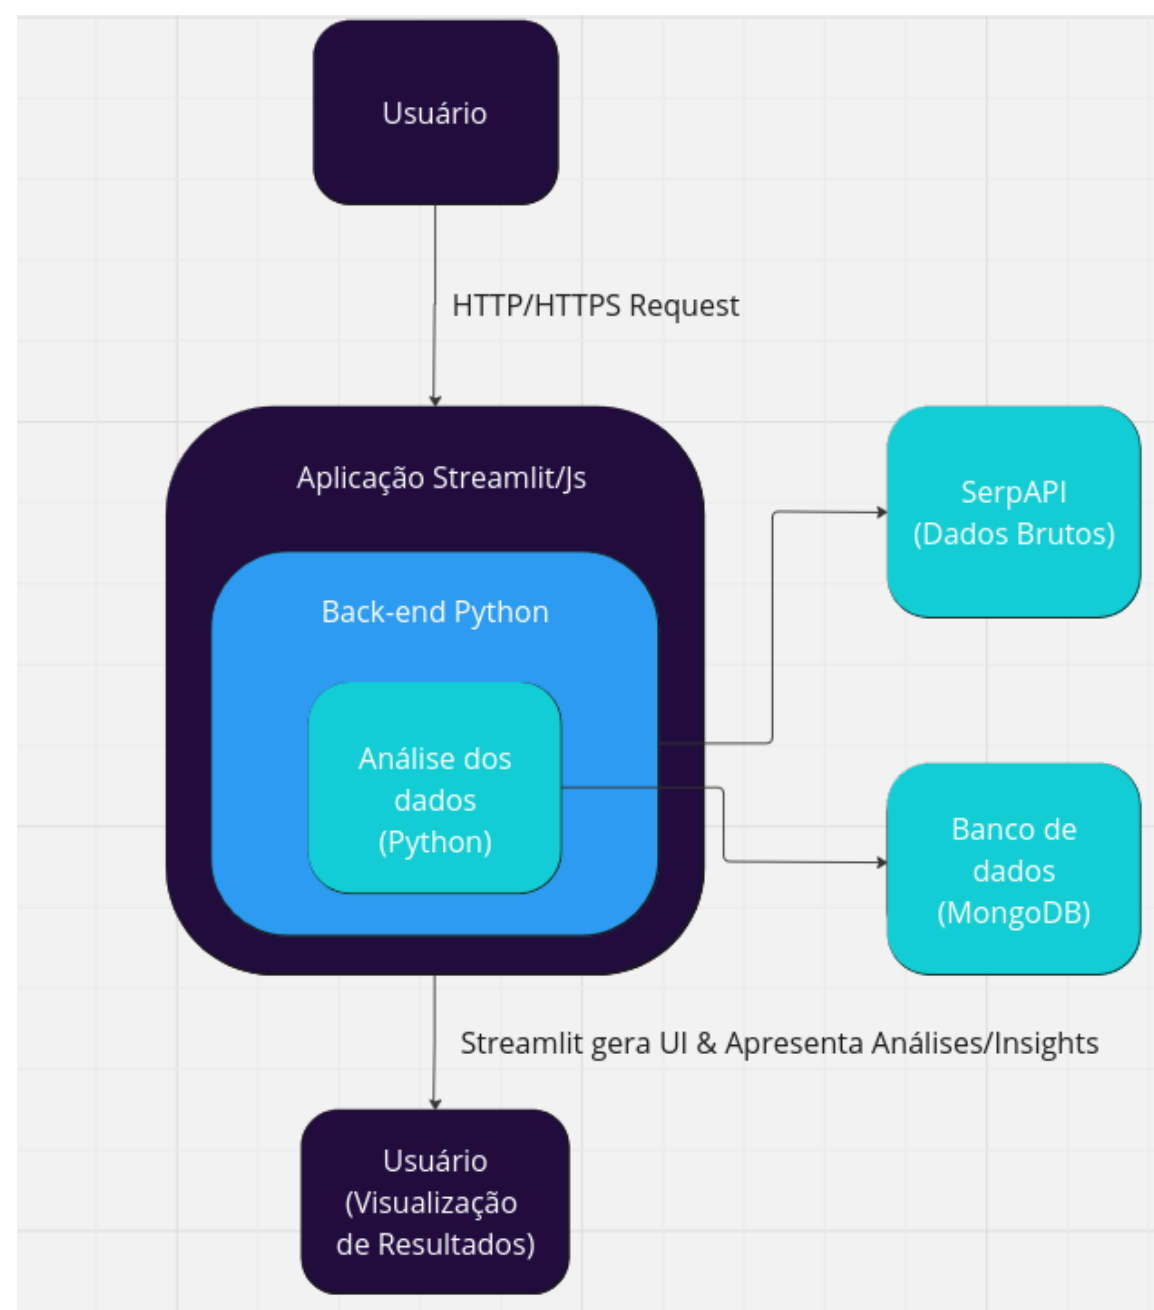 Usuário
HTTP/HTTPS Request
Aplicação Streamlit/Js
Back-end Python
Análise dos
dados
(Python)
SerpAPI
(Dados Brutos)
Banco de
dados
(MongoDB)
Streamlit gera UI & Apresenta Análises/Insights
Usuário
(Visualização
de Resultados)